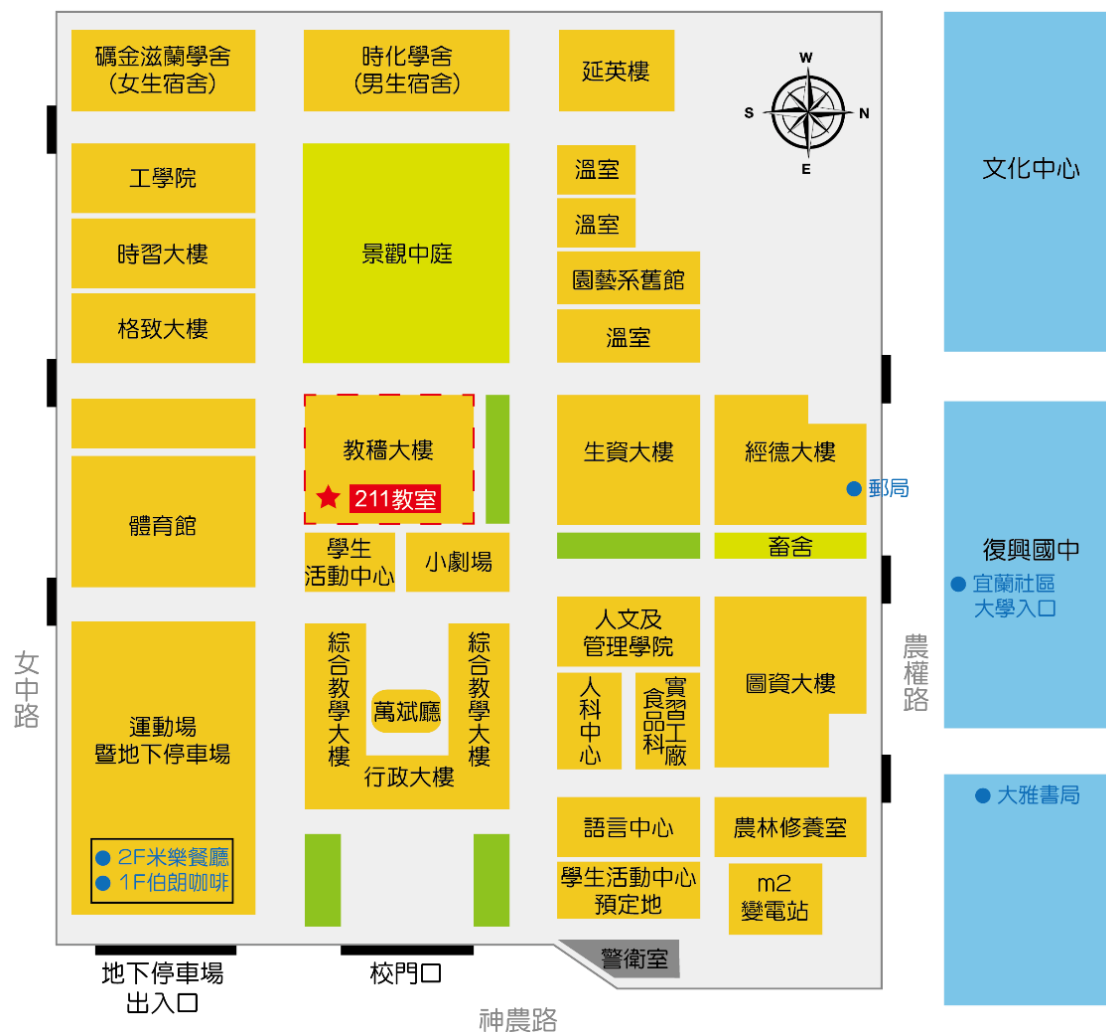 礪金滋蘭學舍
(女生宿舍)
時化學舍
(男生宿舍)
延英樓
W
S
N
E
文化中心
工學院
溫室
時習大樓
景觀中庭
溫室
園藝系舊館
格致大樓
溫室
教穡大樓
211教室
生資大樓
經德大樓
郵局
體育館
學生
活動中心
小劇場
畜舍
復興國中
宜蘭社區
大學入口
人文及
管理學院
女中路
運動場
暨地下停車場
綜合教學大樓
萬斌廳
綜合教學大樓
行政大樓
人科中心
食品科
實習工廠
圖資大樓
農權路
大雅書局
語言中心
農林修養室
2F米樂餐廳
1F伯朗咖啡
學生活動中心
預定地
m2
變電站
警衛室
地下停車場
出入口
校門口
神農路